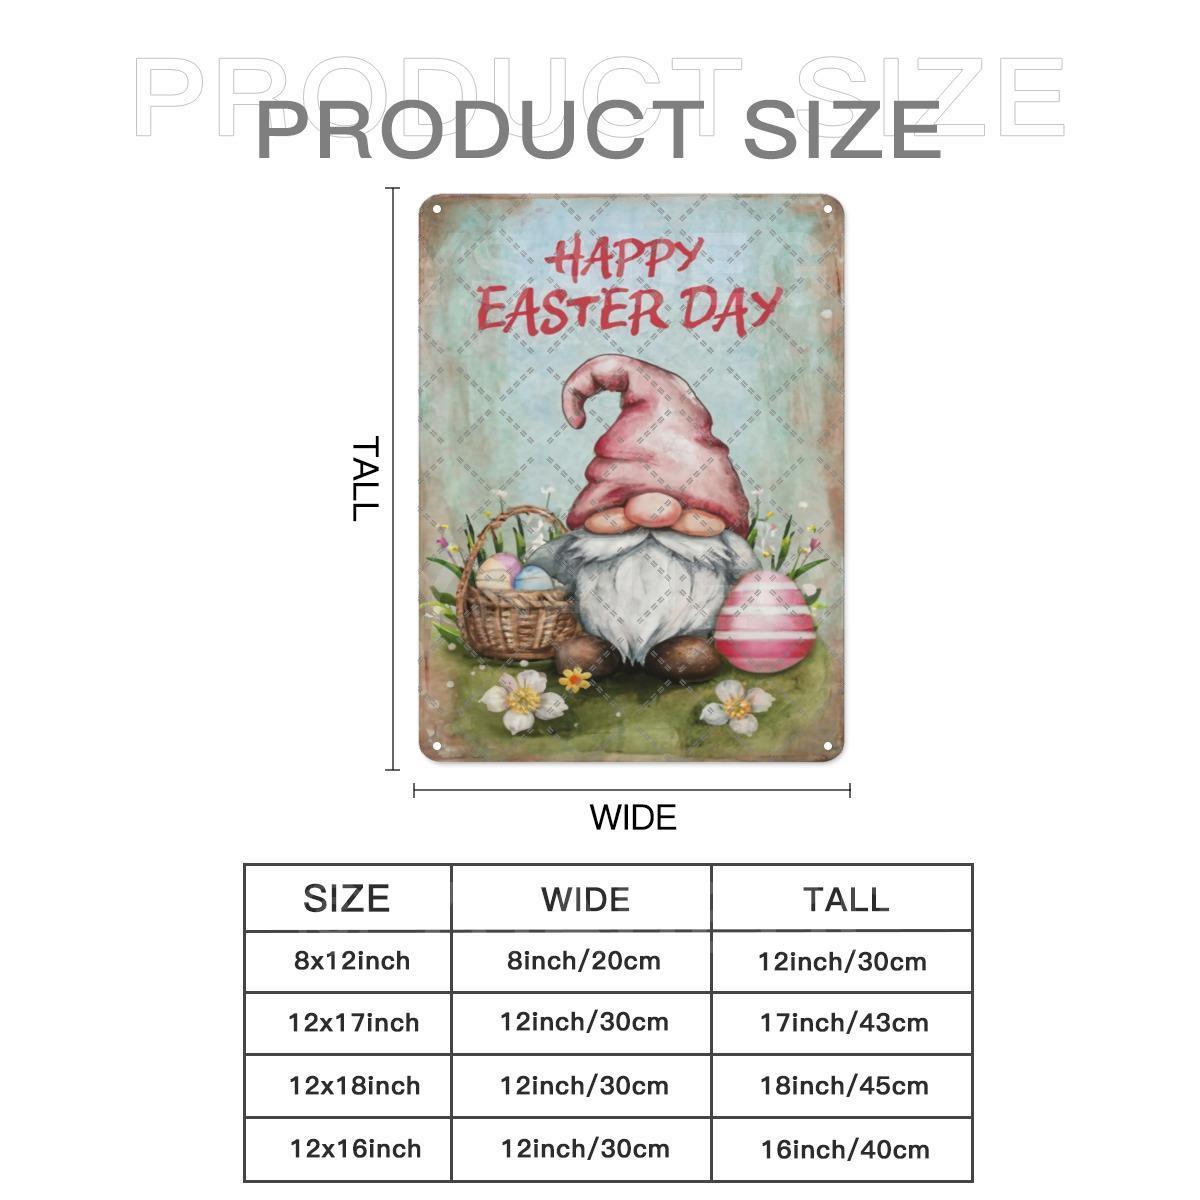 PRODUCT SIZE
PRODUCT SIZE
HAPPY
EASTER DAY
TALL
WIDE
SIZE WIDE TALL
8x12inch 8inch/20cm 12inch/30cm
12x17inch 12inch/30cm 17inch/43cm
12x18inch 12inch/30cm 18inch/45cm
12x16inch 12inch/30cm 16inch/40cm